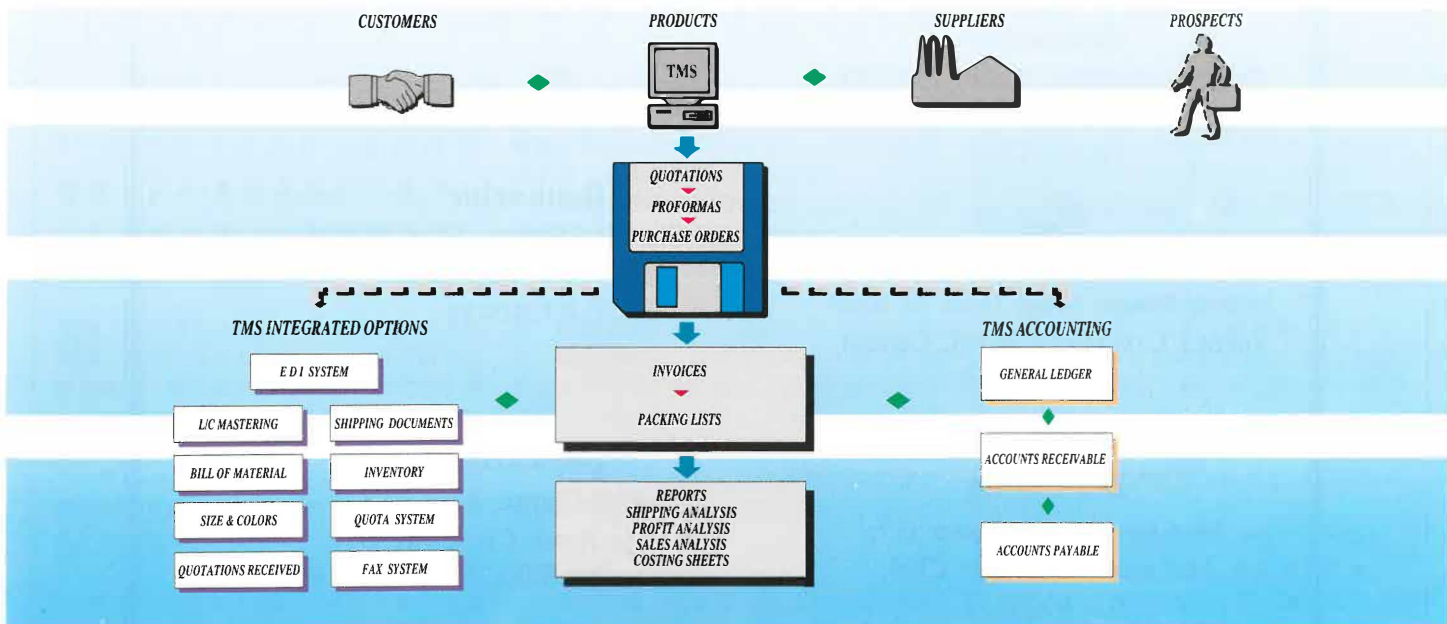 CUSTOMERS
PRODUCTS
SUPPLIERS
PROSPECTS
TMS
QUOTATIONS
PROFORMAS
PURCHASE ORDERS
TMS INTEGRATED OPTIONS
E D I SYSTEM
L/C MASTERING
SHIPPING DOCUMENTS
BILL OF MATERIAL
INVENTORY
SIZE & COLORS
QUOTA SYSTEM
QUOTATIONS RECEIVED
FAX SYSTEM
INVOICES
PACKING LISTS
REPORTS
SHIPPING ANALYSIS
PROFIT ANALYSIS
SALES ANALYSIS
COSTING SHEETS
TMS ACCOUNTING
GENERAL LEDGER
ACCOUNTS RECEIVABLE
ACCOUNTS PAYABLE